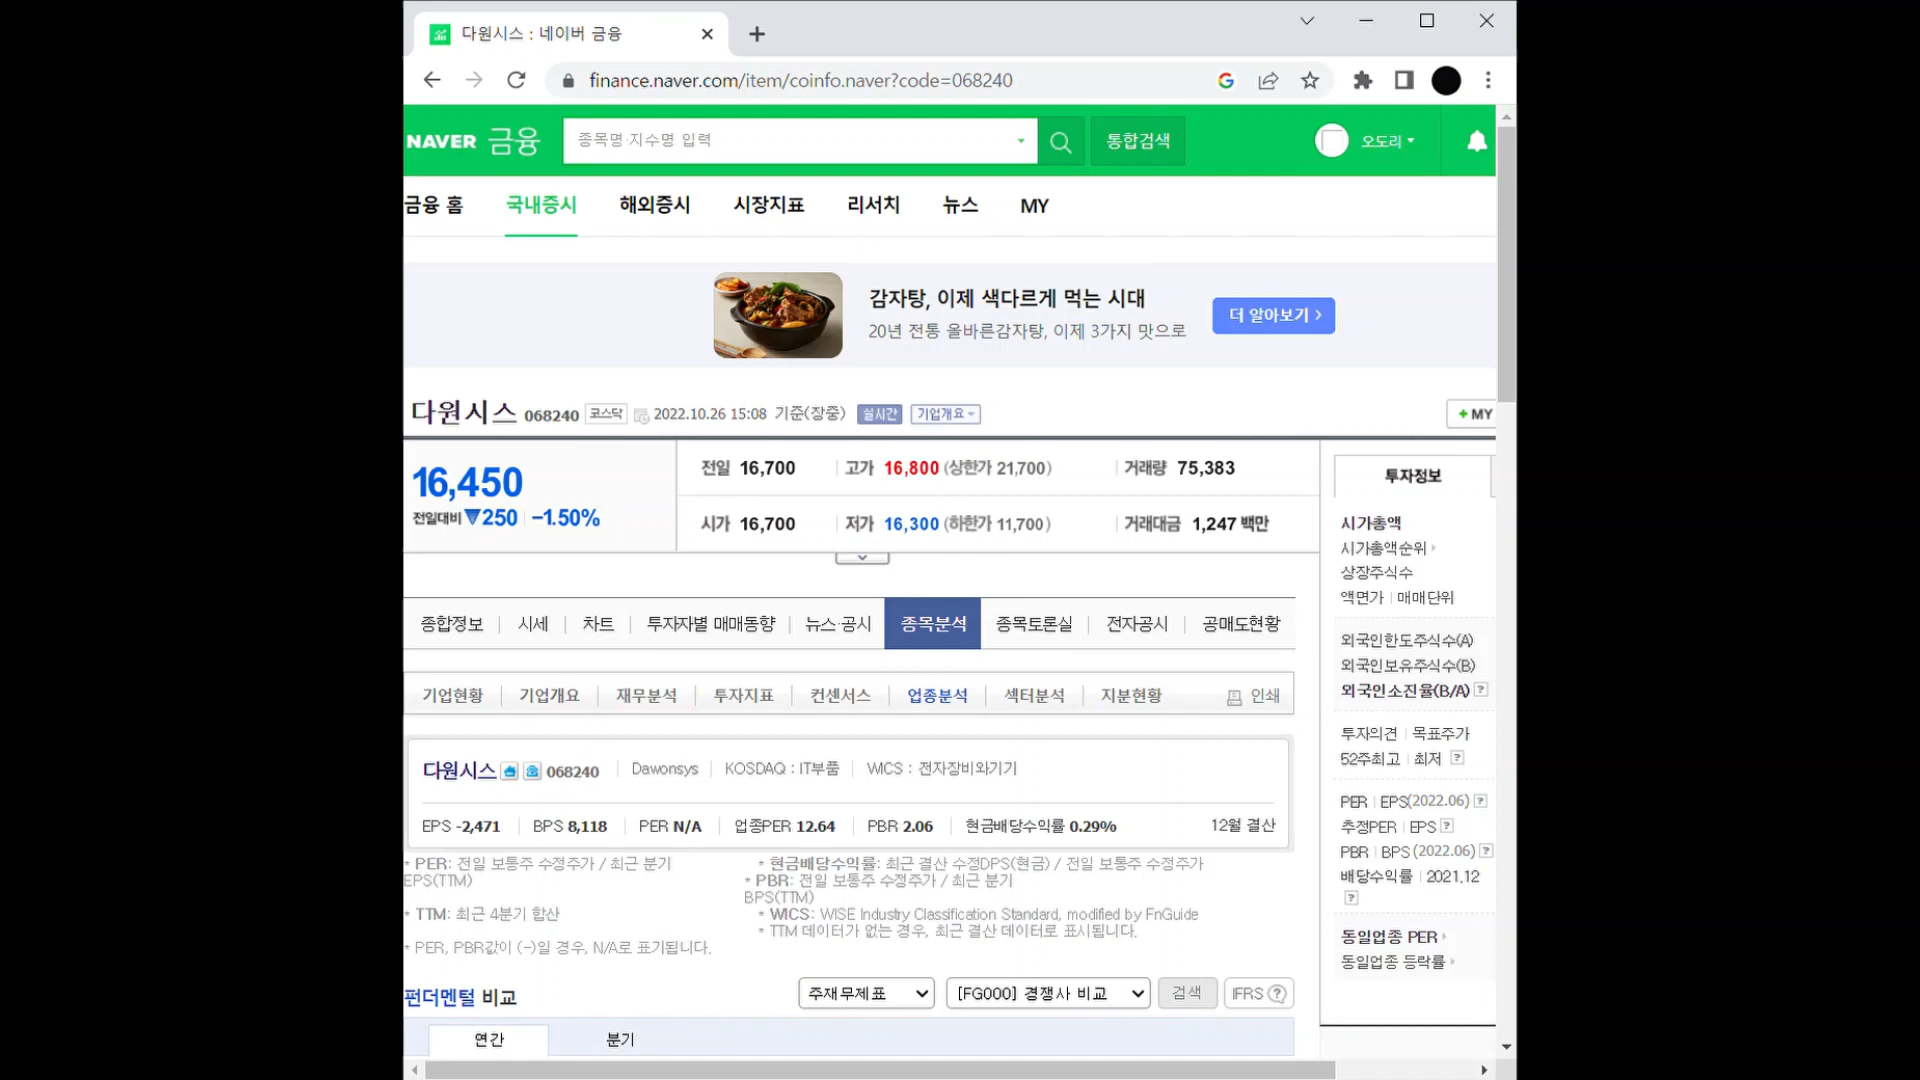 다원시스 : 네이버 금융
finance.naver.com/item/coinfo.naver?code=068240
NAVER 금융 종목명·지수명 입력 통합검색 오도리
금융 홈 국내증시 해외증시 시장지표 리서치 뉴스 MY
감자탕, 이제 색다르게 먹는 시대
20년 전통 올바른감자탕, 이제 3가지 맛으로
더 알아보기 >
다원시스 068240 코스닥 2022.10.26 15:08 기준(장중) 실시간 기업개요 + MY
16,450
전일대비 ▼250 -1.50%
전일 16,700 고가 16,800 (상한가 21,700) 거래량 75,383
시가 16,700 저가 16,300 (하한가 11,700) 거래대금 1,247 백만
종합정보 시세 차트 투자자별 매매동향 뉴스·공시 종목분석 종목토론실 전자공시 공매도현황
기업현황 기업개요 재무분석 투자지표 컨센서스 업종분석 섹터분석 지분현황 인쇄
다원시스 068240 Dawonsys KOSDAQ : IT부품 WICS : 전자장비와기기
EPS -2,471 BPS 8,118 PER N/A 업종PER 12.64 PBR 2.06 현금배당수익률 0.29% 12월 결산
* PER: 전일 보통주 수정주가 / 최근 분기
EPS(TTM)
* TTM: 최근 4분기 합산
* PER, PBR값이 (-)일 경우, N/A로 표기됩니다.
* 현금배당수익률: 최근 결산 수정DPS(현금) / 전일 보통주 수정주가
* PBR: 전일 보통주 수정주가 / 최근 분기
BPS(TTM)
* WICS: WISE Industry Classification Standard, modified by FnGuide
* TTM 데이터가 없는 경우, 최근 결산 데이터로 표시됩니다.
펀더멘털 비교 주재무제표 [FG000] 경쟁사 비교 검색 IFRS ?
연간 분기
투자정보
시가총액
시가총액순위
상장주식수
액면가 | 매매단위
외국인한도주식수(A)
외국인보유주식수(B)
외국인소진율(B/A) ?
투자의견 | 목표주가
52주최고 | 최저 ?
PER | EPS(2022.06) ?
추정PER | EPS ?
PBR | BPS (2022.06) ?
배당수익률 | 2021.12
?
동일업종 PER
동일업종 등락률